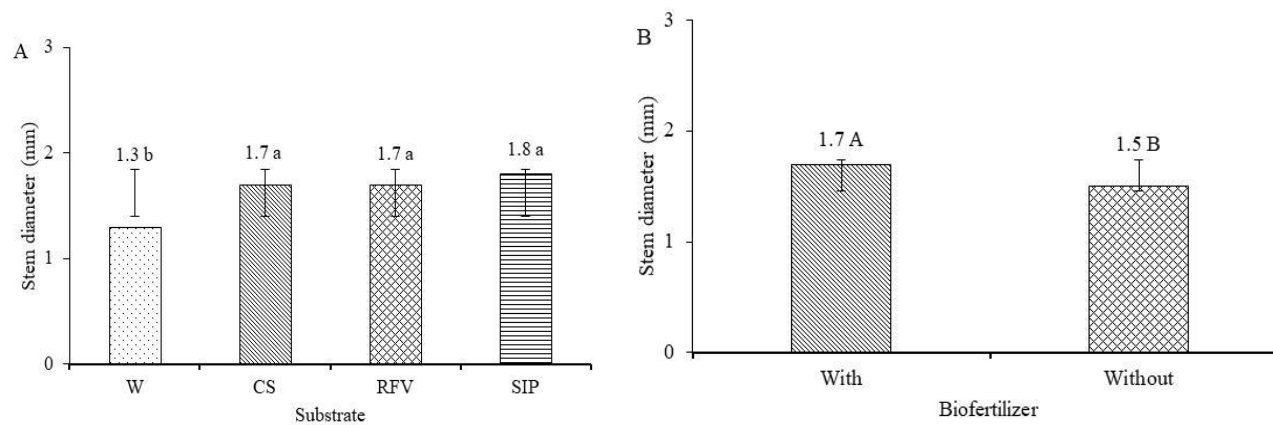 A
Stem diameter (mm)
3
2
1
0
1.3 b
1.7 a
1.7 a
1.8 a
W
CS
RFV
SIP
Substrate
B
Stem diameter (mm)
3
2
1
0
1.7 A
1.5 B
With
Without
Biofertilizer